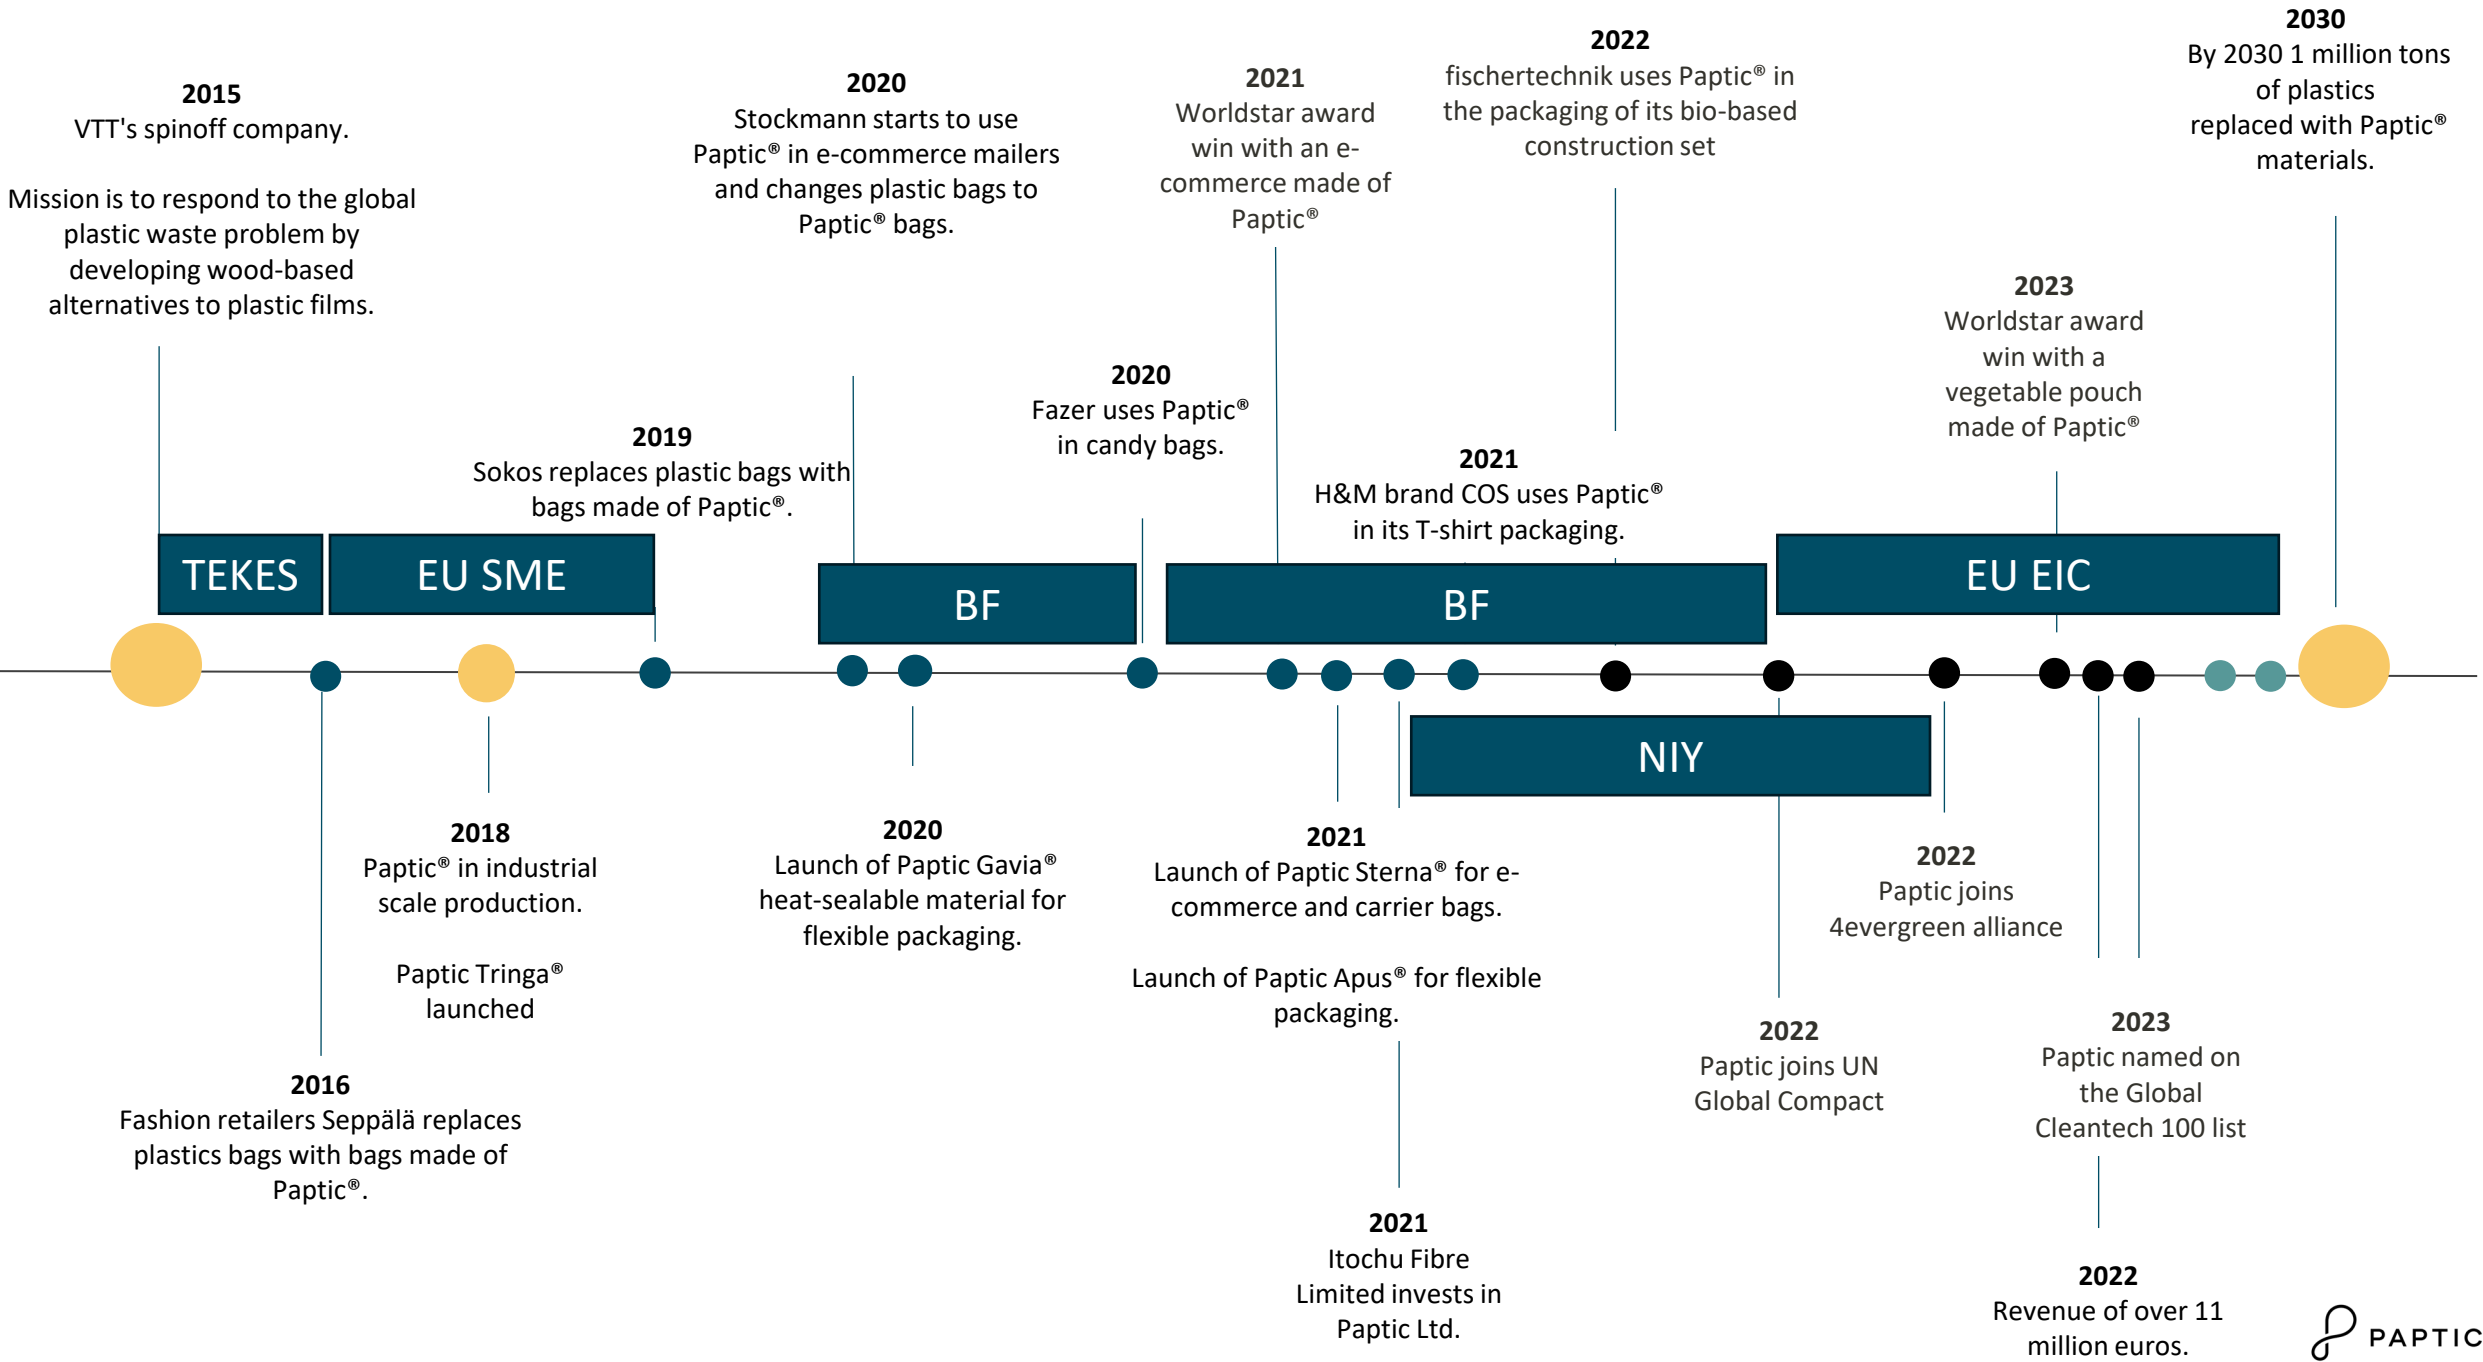 2015
VTT's spinoff company.
Mission is to respond to the global
plastic waste problem by
developing wood-based
alternatives to plastic films.
2019
Sokos replaces plastic bags with
bags made of Paptic®.
2020
Stockmann starts to use
Paptic® in e-commerce mailers
and changes plastic bags to
Paptic® bags.
2020
Fazer uses Paptic®
in candy bags.
2021
Worldstar award
win with an e-
commerce made of
Paptic®
2021
H&M brand COS uses Paptic®
in its T-shirt packaging.
2022
fischertechnik uses Paptic® in
the packaging of its bio-based
construction set
2023
Worldstar award
win with a
vegetable pouch
made of Paptic®
2030
By 2030 1 million tons
of plastics
replaced with Paptic®
materials.
TEKES
EU SME
BF
BF
EU EIC
NIY
2016
Fashion retailers Seppälä replaces
plastics bags with bags made of
Paptic®.
2018
Paptic® in industrial
scale production.
Paptic Tringa®
launched
2020
Launch of Paptic Gavia®
heat-sealable material for
flexible packaging.
2021
Launch of Paptic Sterna® for e-
commerce and carrier bags.
Launch of Paptic Apus® for flexible
packaging.
2021
Itochu Fibre
Limited invests in
Paptic Ltd.
2022
Paptic joins UN
Global Compact
2022
Paptic joins
4evergreen alliance
2023
Paptic named on
the Global
Cleantech 100 list
2022
Revenue of over 11
million euros.
PAPTIC